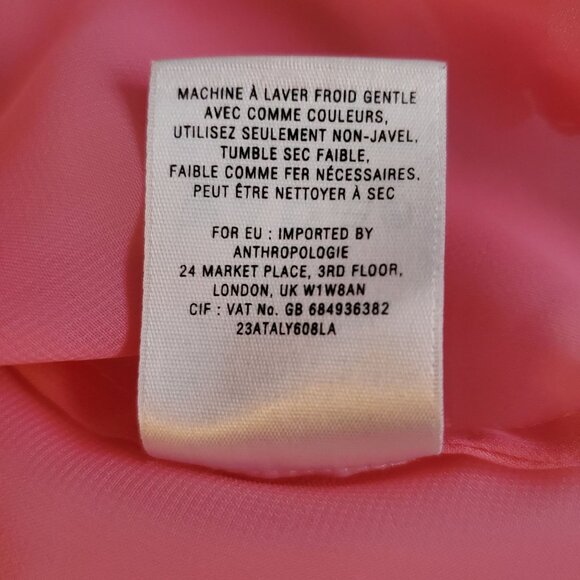 MACHINE À LAVER FROID GENTLE
AVEC COMME COULEURS,
UTILISEZ SEULEMENT NON-JAVEL,
TUMBLE SEC FAIBLE,
FAIBLE COMME FER NÉCESSAIRES.
PEUT ÊTRE NETTOYER À SEC
FOR EU : IMPORTED BY
ANTHROPOLOGIE
24 MARKET PLACE, 3RD FLOOR,
LONDON, UK W1W8AN
CIF : VAT No. GB 684936382
23ATALY608LA